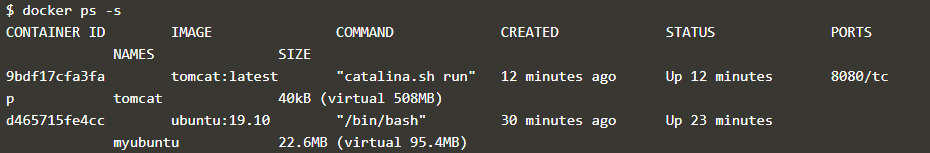 $ docker ps -s
CONTAINER ID        IMAGE               COMMAND             CREATED             STATUS              PORTS
             NAMES               SIZE
9bdf17cfa3fa        tomcat:latest       "catalina.sh run"   12 minutes ago      Up 12 minutes       8080/tc
p            tomcat              40kB (virtual 508MB)
d465715fe4cc        ubuntu:19.10        "/bin/bash"         30 minutes ago      Up 23 minutes
             myubuntu            22.6MB (virtual 95.4MB)